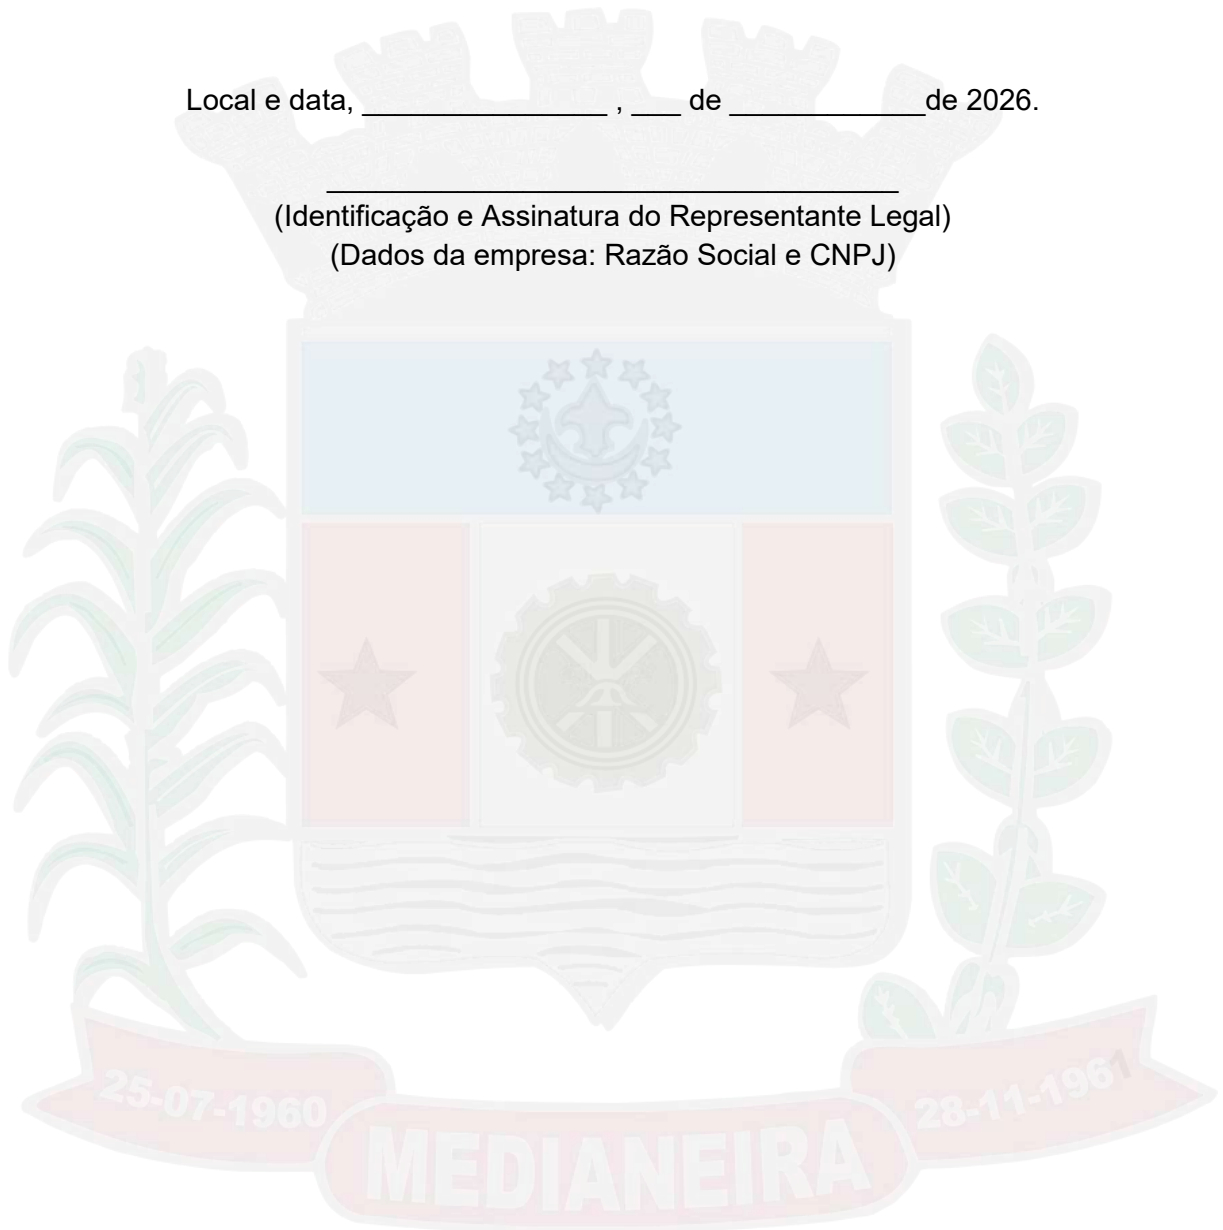 Local e data, _______________ , ___ de ____________de 2026.
___________________________________
(Identificação e Assinatura do Representante Legal)
(Dados da empresa: Razão Social e CNPJ)
25-07-1960
28-11-1961
MEDIANEIRA